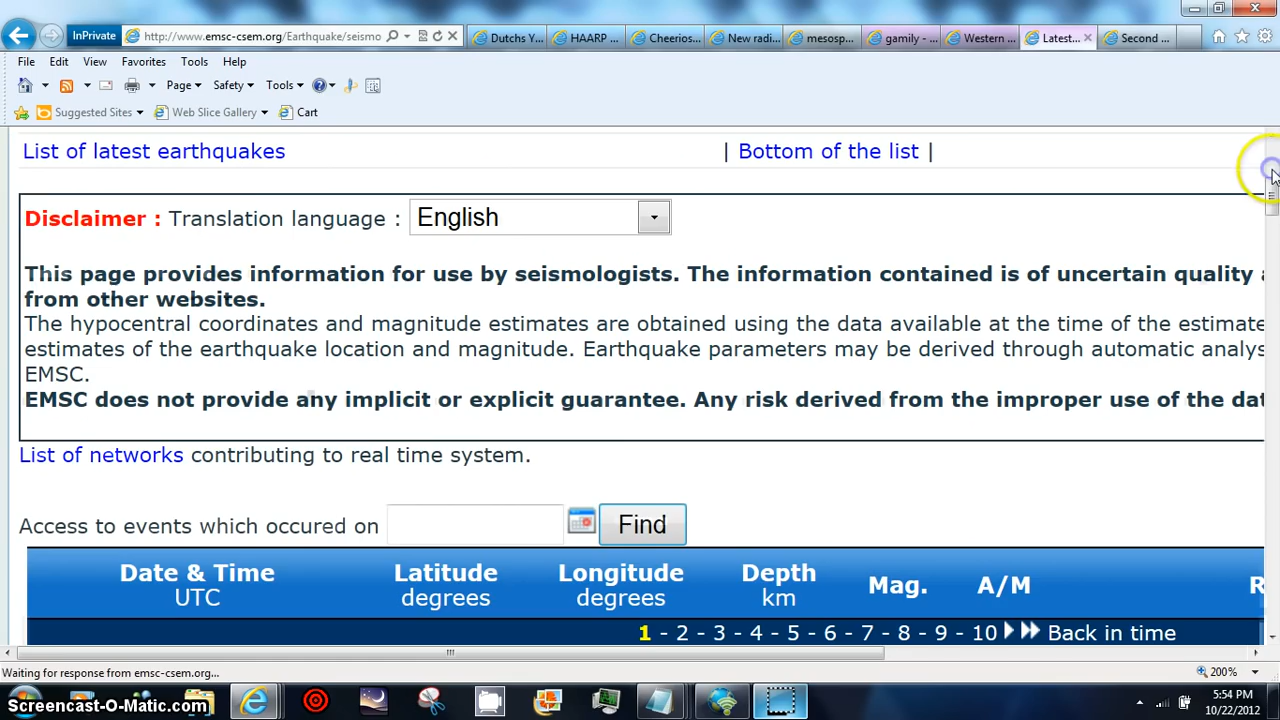 InPrivate
http://www.emsc-csem.org/Earthquake/seismo
Dutchs Y...
HAARP ...
Cheerios...
New radi...
mesosp...
gamily - ...
Western ...
Latest...
Second ...
File Edit View Favorites Tools Help
Page Safety Tools
Suggested Sites Web Slice Gallery Cart
List of latest earthquakes | Bottom of the list |
Disclaimer : Translation language : English
This page provides information for use by seismologists. The information contained is of uncertain quality
from other websites.
The hypocentral coordinates and magnitude estimates are obtained using the data available at the time of the
estimates of the earthquake location and magnitude. Earthquake parameters may be derived through automatic
EMSC.
EMSC does not provide any implicit or explicit guarantee. Any risk derived from the improper use of the
List of networks contributing to real time system.
Access to events which occured on Find
Date & Time Latitude Longitude Depth Mag. A/M
UTC degrees degrees km
1 - 2 - 3 - 4 - 5 - 6 - 7 - 8 - 9 - 10 Back in time
Waiting for response from emsc-csem.org...
200%
Screencast-O-Matic.com
5:54 PM
10/22/2012